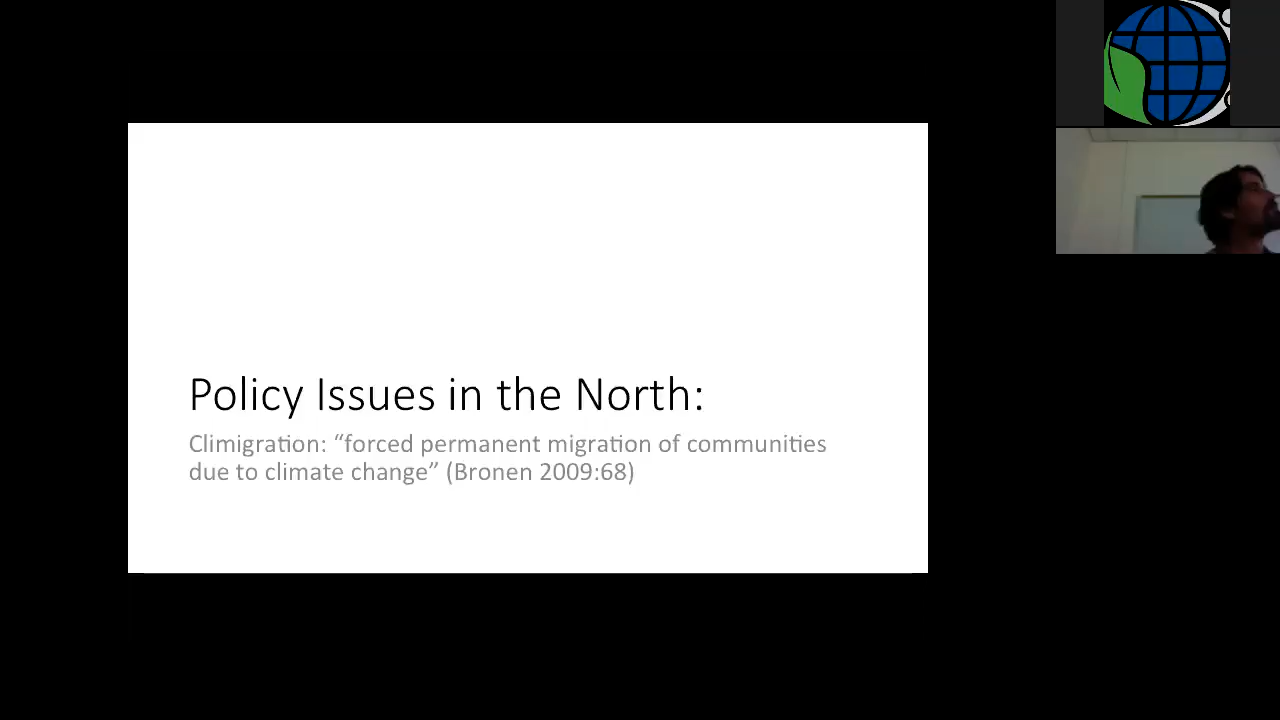 Policy Issues in the North:
Climigration: “forced permanent migration of communities
due to climate change” (Bronen 2009:68)